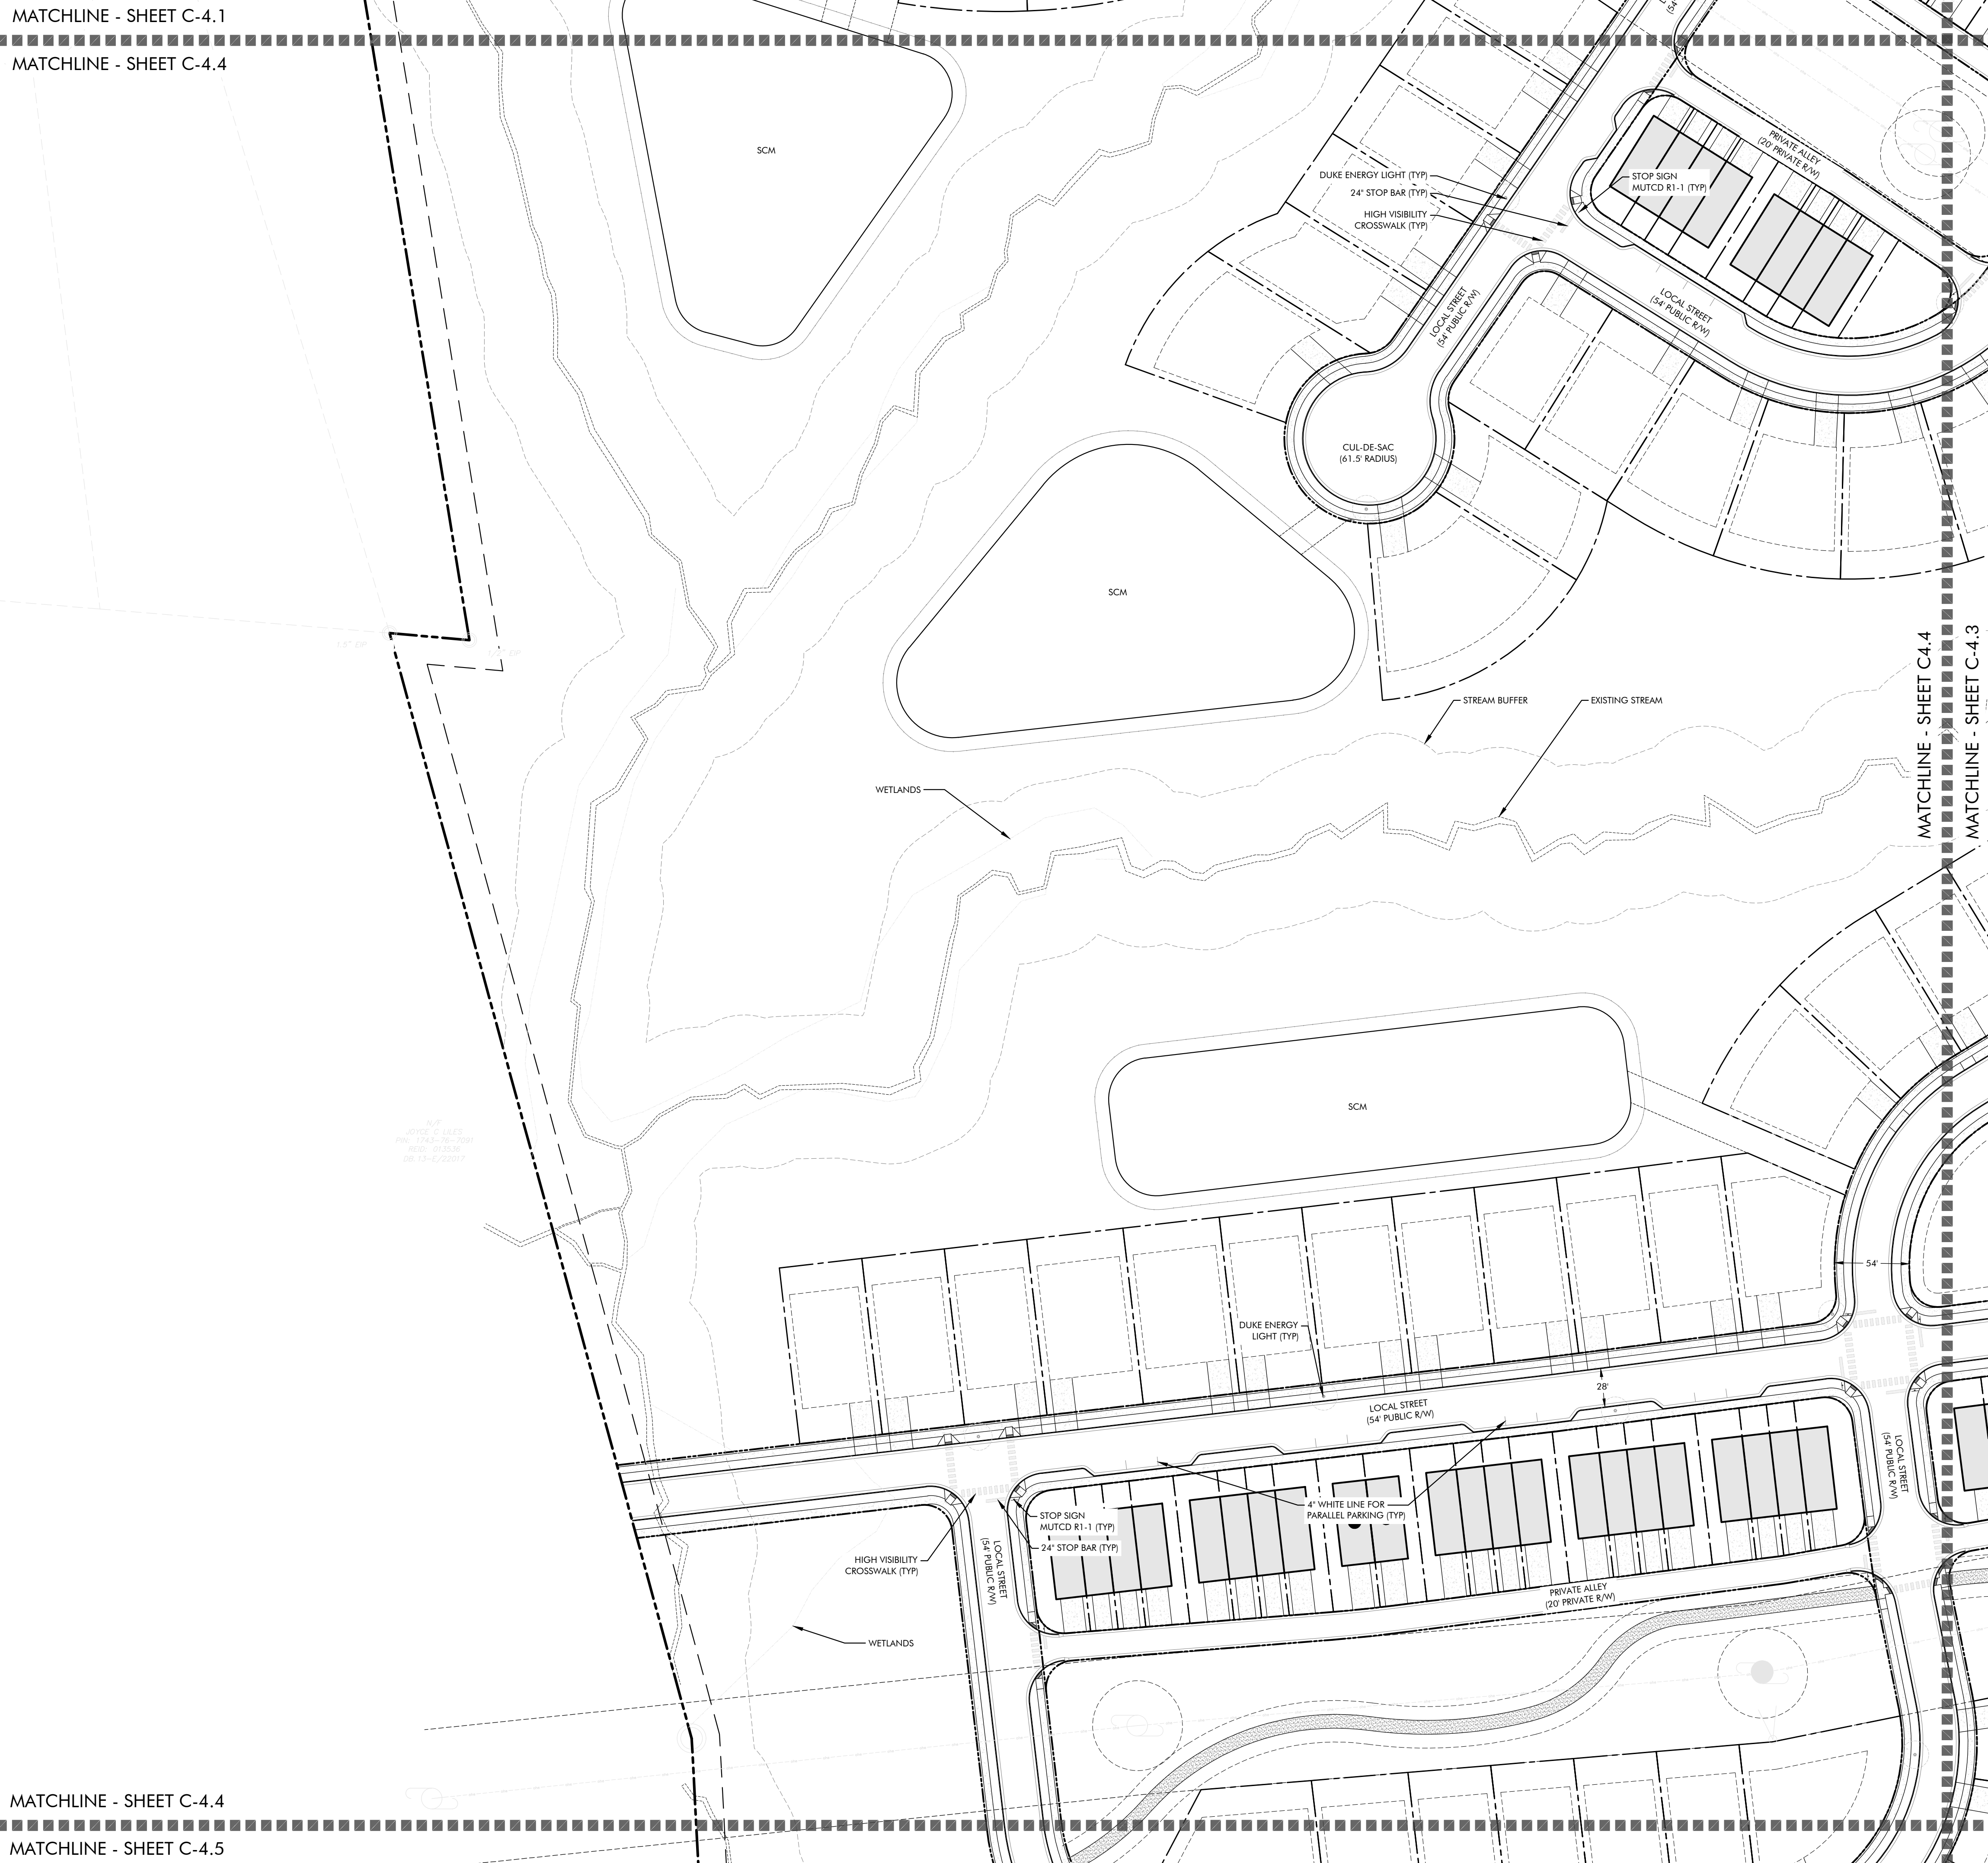 MATCHLINE - SHEET C-4.1
MATCHLINE - SHEET C-4.4
SCM
PRIVATE ALLEY
(20' PRIVATE R/W)
DUKE ENERGY LIGHT (TYP)
24" STOP BAR (TYP)
HIGH VISIBILITY
CROSSWALK (TYP)
STOP SIGN
MUTCD R1-1 (TYP)
LOCAL STREET
(54' PUBLIC R/W)
LOCAL STREET
(54' PUBLIC R/W)
CUL-DE-SAC
(61.5' RADIUS)
SCM
1.5" EP
MATCHLINE - SHEET C4.4
MATCHLINE - SHEET C-4.3
STREAM BUFFER
EXISTING STREAM
WETLANDS
SCM
N/F
JOYCE C LILES
54'
DUKE ENERGY
LIGHT (TYP)
28'
LOCAL STREET
(54' PUBLIC R/W)
LOCAL STREET
(54' PUBLIC R/W)
4" WHITE LINE FOR
PARALLEL PARKING (TYP)
STOP SIGN
MUTCD R1-1 (TYP)
24" STOP BAR (TYP)
HIGH VISIBILITY
CROSSWALK (TYP)
LOCAL STREET
(54' PUBLIC R/W)
PRIVATE ALLEY
(20' PRIVATE R/W)
WETLANDS
MATCHLINE - SHEET C-4.4
MATCHLINE - SHEET C-4.5